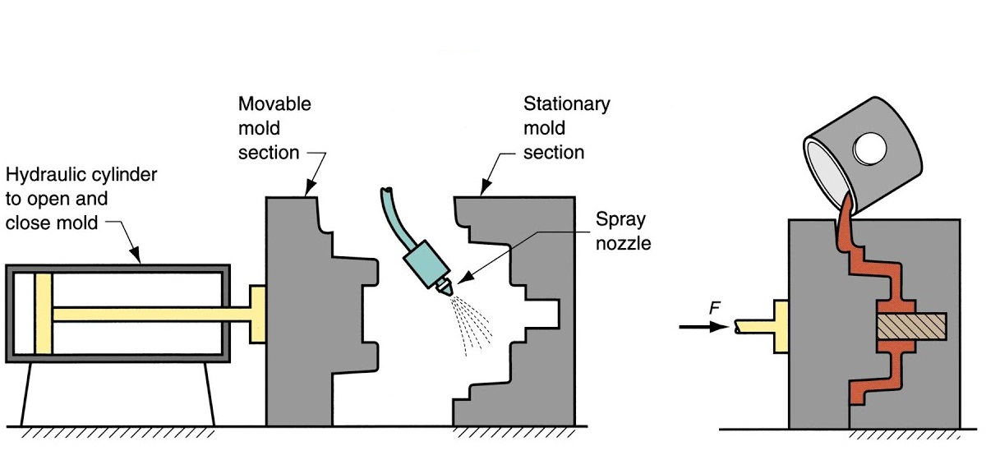 Movable
mold
section
Stationary
mold
section
Hydraulic cylinder
to open and
close mold
Spray
nozzle
F